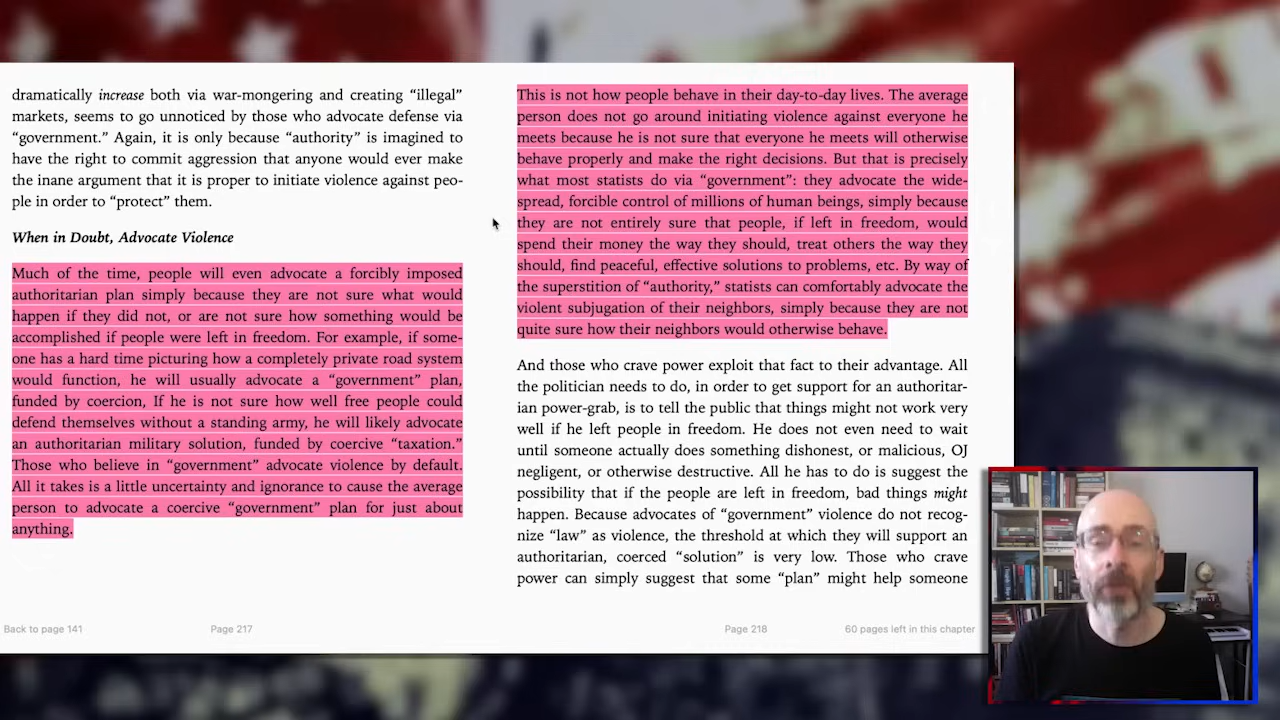 dramatically increase both via war-mongering and creating “illegal”
markets, seems to go unnoticed by those who advocate defense via
“government.” Again, it is only because “authority” is imagined to
have the right to commit aggression that anyone would ever make
the inane argument that it is proper to initiate violence against peo-
ple in order to “protect” them.
When in Doubt, Advocate Violence
Much of the time, people will even advocate a forcibly imposed
authoritarian plan simply because they are not sure what would
happen if they did not, or are not sure how something would be
accomplished if people were left in freedom. For example, if some-
one has a hard time picturing how a completely private road system
would function, he will usually advocate a “government” plan,
funded by coercion, If he is not sure how well free people could
defend themselves without a standing army, he will likely advocate
an authoritarian military solution, funded by coercive “taxation.”
Those who believe in “government” advocate violence by default.
All it takes is a little uncertainty and ignorance to cause the average
person to advocate a coercive “government” plan for just about
anything.
Back to page 141
Page 217
This is not how people behave in their day-to-day lives. The average
person does not go around initiating violence against everyone he
meets because he is not sure that everyone he meets will otherwise
behave properly and make the right decisions. But that is precisely
what most statists do via “government”: they advocate the wide-
spread, forcible control of millions of human beings, simply because
they are not entirely sure that people, if left in freedom, would
spend their money the way they should, treat others the way they
should, find peaceful, effective solutions to problems, etc. By way of
the superstition of “authority,” statists can comfortably advocate the
violent subjugation of their neighbors, simply because they are not
quite sure how their neighbors would otherwise behave.
And those who crave power exploit that fact to their advantage. All
the politician needs to do, in order to get support for an authoritar-
ian power-grab, is to tell the public that things might not work very
well if he left people in freedom. He does not even need to wait
until someone actually does something dishonest, or malicious, OJ
negligent, or otherwise destructive. All he has to do is suggest the
possibility that if the people are left in freedom, bad things might
happen. Because advocates of “government” violence do not recog-
nize “law” as violence, the threshold at which they will support an
authoritarian, coerced “solution” is very low. Those who crave
power can simply suggest that some “plan” might help someone
Page 218
60 pages left in this chapter